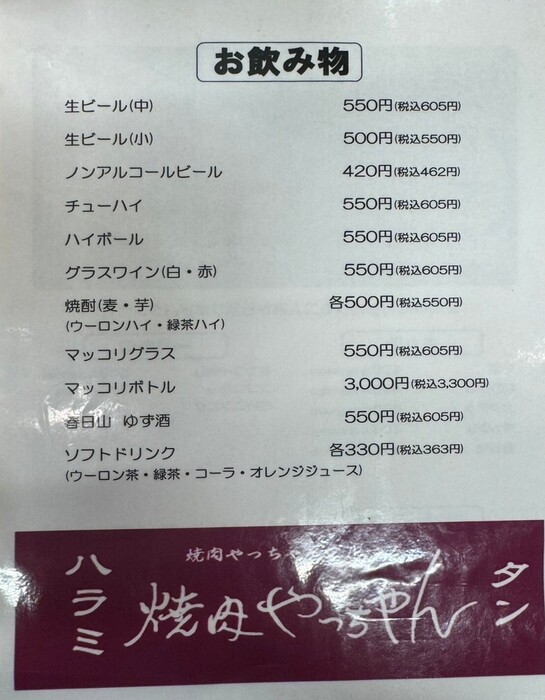 お飲み物
生ビール(中) 550円(税込605円)
生ビール(小) 500円(税込550円)
ノンアルコールビール 420円(税込462円)
チューハイ 550円(税込605円)
ハイボール 550円(税込605円)
グラスワイン(白・赤) 550円(税込605円)
焼酎(麦・芋) 各500円(税込550円)
(ウーロンハイ・緑茶ハイ)
マッコリグラス 550円(税込605円)
マッコリボトル 3,000円(税込3,300円)
春日山 ゆず酒 550円(税込605円)
ソフトドリンク 各330円(税込363円)
(ウーロン茶・緑茶・コーラ・オレンジジュース)
焼肉やっちゃ
ハラミ
焼肉やっちゃん
タン